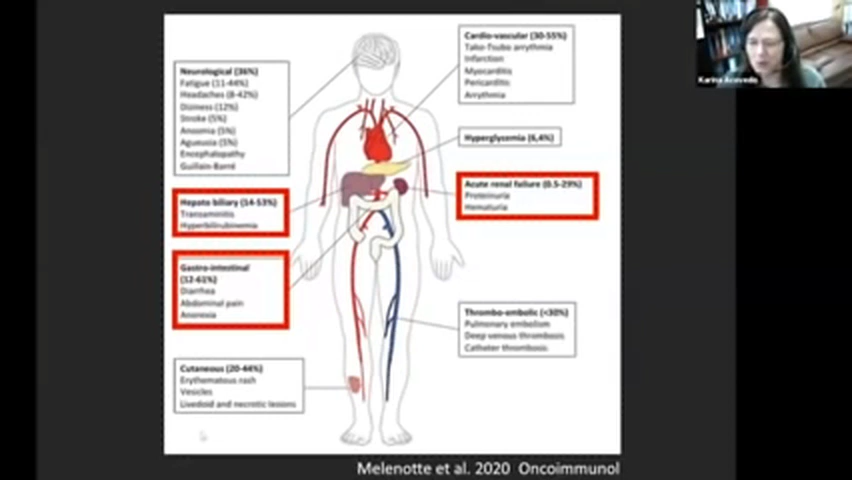 Neurological (36%)
Fatigue (11-44%)
Headaches (8-42%)
Diziness (12%)
Stroke (5%)
Anosmia (5%)
Agueusia (5%)
Encephalopathy
Guillain-Barré
Hepato biliary (14-53%)
Transaminitis
Hyperbilirubinemia
Gastro-intestinal
(12-61%)
Diarrhea
Abdominal pain
Anorexia
Cutaneous (20-44%)
Erythematous rash
Vesicles
Livedoid and necrotic lesions
Cardio-vascular (30-55%)
Tako-Tsubo arrythmia
Infarction
Myocarditis
Pericarditis
Arrythmia
Hyperglycemia (6,4%)
Acute renal failure (0.5-29%)
Proteinuria
Hematuria
Thrombo-embolic (<30%)
Pulmonary embolism
Deep venous thrombosis
Catheter thrombosis
Melenotte et al. 2020 Oncoimmunol
Karina Acevedo